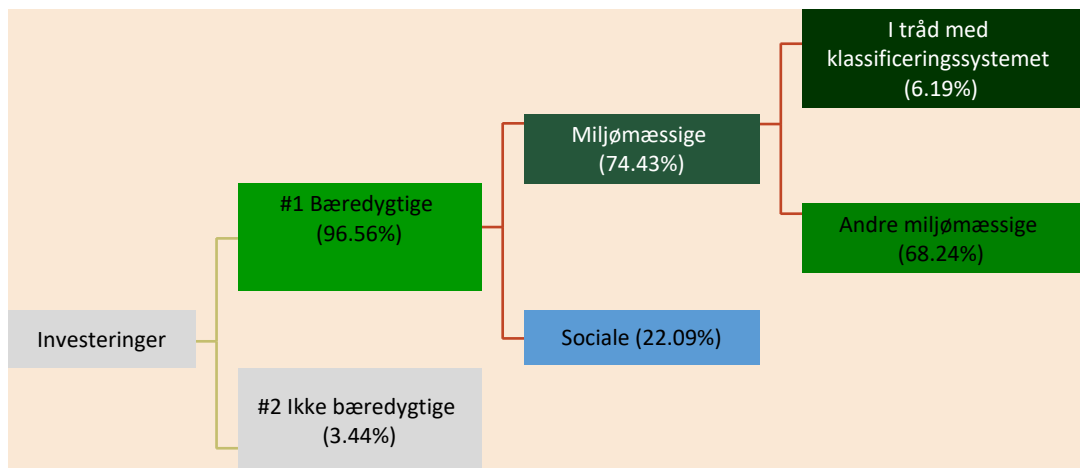 I tråd med
klassificeringssystemet
(6.19%)
Miljømæssige
(74.43%)
#1 Bæredygtige
(96.56%)
Andre miljømæssige
(68.24%)
Investeringer
Sociale (22.09%)
#2 Ikke bæredygtige
(3.44%)